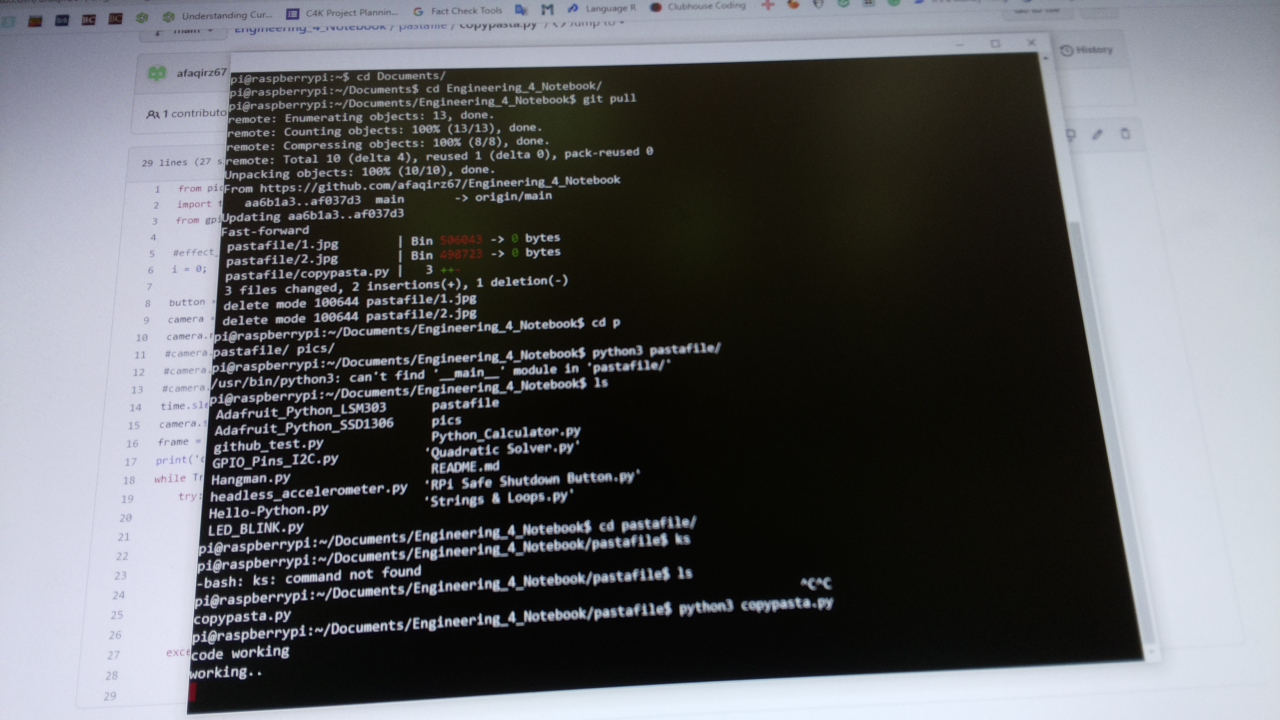 Understanding Cur...
C4K Project Plannin...
Fact Check Tools
Language R
Clubhouse Coding
Engineering_4_Notebook / pastafile / copypasta.py
afaqirz67
History
1 contributo
29 lines (27 s
1 from pic
2 import t
3 from gpi
4
5 #effect_
6 i = 0;
7
8 button =
9 camera =
10 camera.
11 #camera.
12 #camera.
13 #camera.
14 time.sle
15 camera.
16 frame =
17 print('c
18 while Tr
19 try:
20
21
22
23
24
25
26
27 exce
28
29
pi@raspberrypi:~$ cd Documents/
pi@raspberrypi:~/Documents$ cd Engineering_4_Notebook/
pi@raspberrypi:~/Documents/Engineering_4_Notebook$ git pull
remote: Enumerating objects: 13, done.
remote: Counting objects: 100% (13/13), done.
remote: Compressing objects: 100% (8/8), done.
remote: Total 10 (delta 4), reused 1 (delta 0), pack-reused 0
Unpacking objects: 100% (10/10), done.
From https://github.com/afaqirz67/Engineering_4_Notebook
aa6b1a3..af037d3 main -> origin/main
Updating aa6b1a3..af037d3
Fast-forward
pastafile/1.jpg | Bin 506043 -> 0 bytes
pastafile/2.jpg | Bin 498723 -> 0 bytes
pastafile/copypasta.py | 3 ++-
3 files changed, 2 insertions(+), 1 deletion(-)
delete mode 100644 pastafile/1.jpg
delete mode 100644 pastafile/2.jpg
pi@raspberrypi:~/Documents/Engineering_4_Notebook$ cd p
pastafile/ pics/
pi@raspberrypi:~/Documents/Engineering_4_Notebook$ python3 pastafile/
/usr/bin/python3: can't find '__main__' module in 'pastafile/'
pi@raspberrypi:~/Documents/Engineering_4_Notebook$ ls
Adafruit_Python_LSM303 pastafile
Adafruit_Python_SSD1306 pics
github_test.py Python_Calculator.py
GPIO_Pins_I2C.py 'Quadratic Solver.py'
Hangman.py README.md
headless_accelerometer.py 'RPi Safe Shutdown Button.py'
Hello-Python.py 'Strings & Loops.py'
LED_BLINK.py
pi@raspberrypi:~/Documents/Engineering_4_Notebook$ cd pastafile/
pi@raspberrypi:~/Documents/Engineering_4_Notebook/pastafile$ ks
-bash: ks: command not found
pi@raspberrypi:~/Documents/Engineering_4_Notebook/pastafile$ ls
^C^C
copypasta.py
pi@raspberrypi:~/Documents/Engineering_4_Notebook/pastafile$ python3 copypasta.py
code working
working..